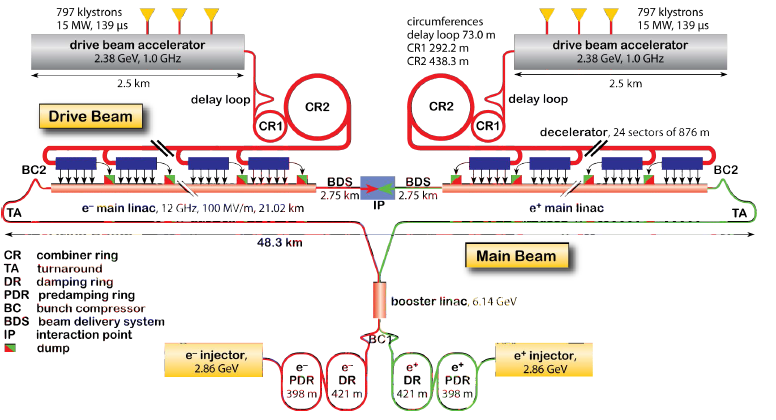 797 klystrons
15 MW, 139 µs
drive beam accelerator
2.38 GeV, 1.0 GHz
2.5 km
delay loop
CR1
CR2
Drive Beam
circumferences
delay loop 73.0 m
CR1 292.2 m
CR2 438.3 m
797 klystrons
15 MW, 139 µs
drive beam accelerator
2.38 GeV, 1.0 GHz
2.5 km
delay loop
CR2
CR1
decelerator, 24 sectors of 876 m
BC2
TA
e⁻ main linac, 12 GHz, 100 MV/m, 21.02 km
BDS
2.75 km
IP
BDS
2.75 km
e⁺ main linac
BC2
TA
48.3 km
Main Beam
CR combiner ring
TA turnaround
DR damping ring
PDR predamping ring
BC bunch compressor
BDS beam delivery system
IP interaction point
dump
booster linac, 6.14 GeV
BC1
e⁻ injector,
2.86 GeV
e⁻
PDR
398 m
e⁻
DR
421 m
e⁺
DR
421 m
e⁺
PDR
398 m
e⁺ injector,
2.86 GeV